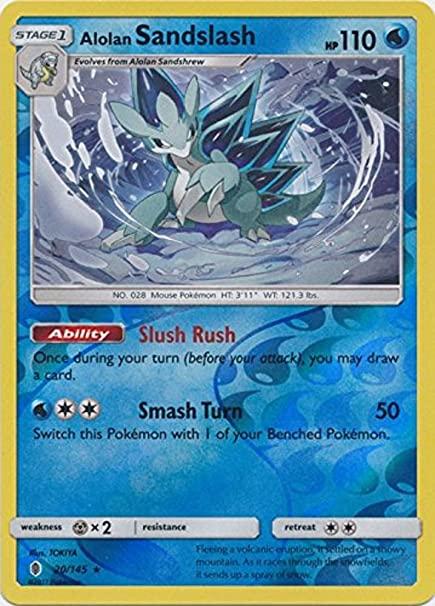 STAGE 1 Alolan Sandslash HP 110
Evolves from Alolan Sandshrew
NO. 028 Mouse Pokémon HT: 3'11" WT: 121.3 lbs.
Ability Slush Rush
Once during your turn (before your attack), you may draw
a card.
Smash Turn 50
Switch this Pokémon with 1 of your Benched Pokémon.
weakness ×2 resistance retreat
Illus. TOKIYA
20/145
Fleeing a volcanic eruption, it settled on a snowy
mountain. As it races through the snowfields,
it sends up a spray of snow.